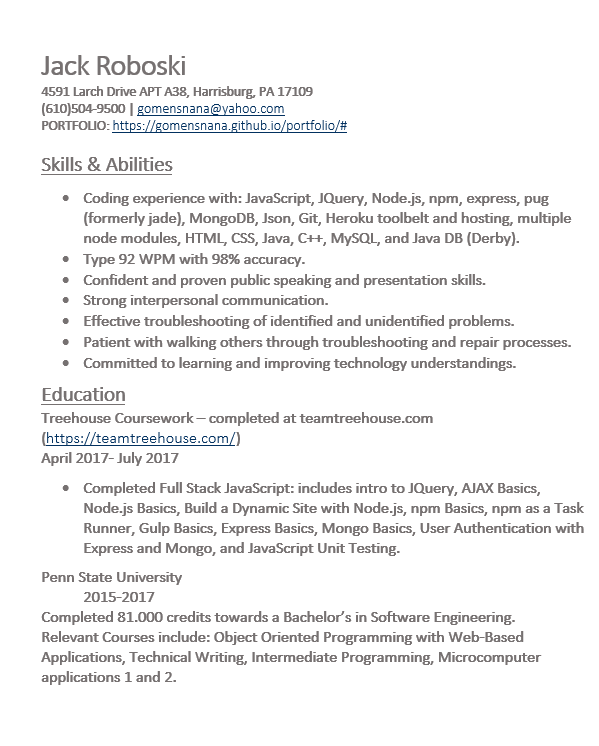 Jack Roboski
4591 Larch Drive APT A38, Harrisburg, PA 17109
(610)504-9500 | gomensnana@yahoo.com
PORTFOLIO: https://gomensnana.github.io/portfolio/#
Skills & Abilities
• Coding experience with: JavaScript, JQuery, Node.js, npm, express, pug
(formerly jade), MongoDB, Json, Git, Heroku toolbelt and hosting, multiple
node modules, HTML, CSS, Java, C++, MySQL, and Java DB (Derby).
• Type 92 WPM with 98% accuracy.
• Confident and proven public speaking and presentation skills.
• Strong interpersonal communication.
• Effective troubleshooting of identified and unidentified problems.
• Patient with walking others through troubleshooting and repair processes.
• Committed to learning and improving technology understandings.
Education
Treehouse Coursework – completed at teamtreehouse.com
(https://teamtreehouse.com/)
April 2017- July 2017
• Completed Full Stack JavaScript: includes intro to JQuery, AJAX Basics,
Node.js Basics, Build a Dynamic Site with Node.js, npm Basics, npm as a Task
Runner, Gulp Basics, Express Basics, Mongo Basics, User Authentication with
Express and Mongo, and JavaScript Unit Testing.
Penn State University
2015-2017
Completed 81.000 credits towards a Bachelor's in Software Engineering.
Relevant Courses include: Object Oriented Programming with Web-Based
Applications, Technical Writing, Intermediate Programming, Microcomputer
applications 1 and 2.